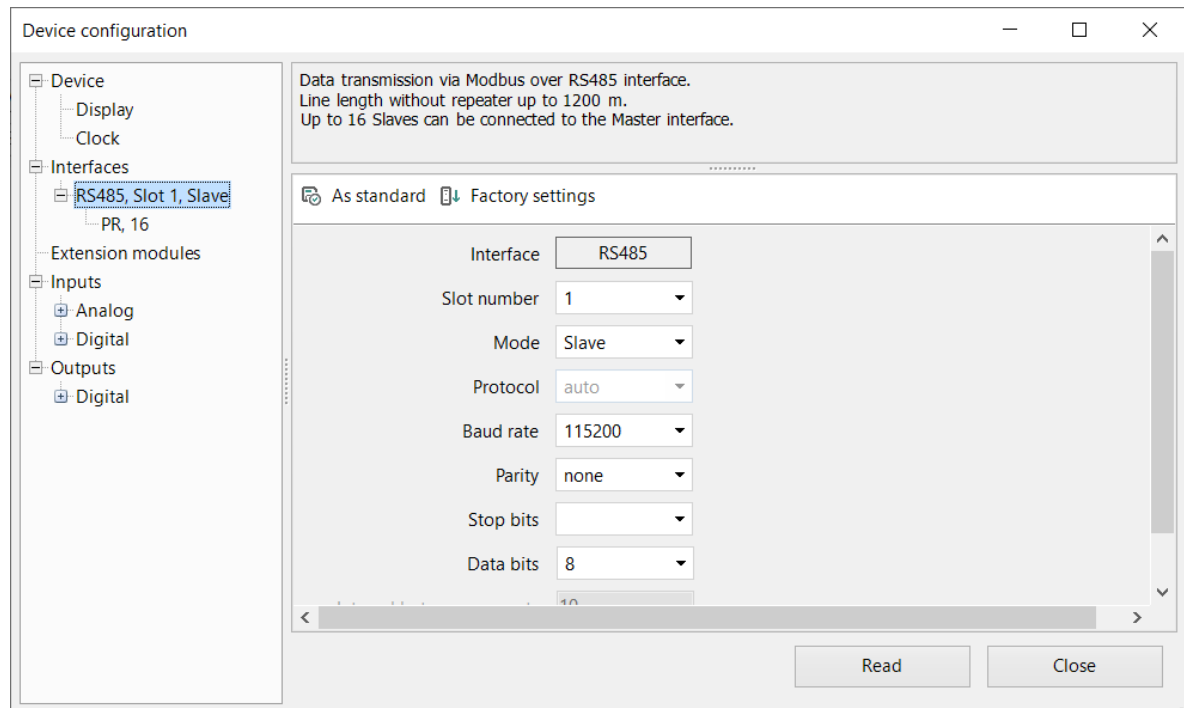 Device configuration
Device
Display
Clock
Interfaces
RS485, Slot 1, Slave
PR, 16
Extension modules
Inputs
Analog
Digital
Outputs
Digital
Data transmission via Modbus over RS485 interface.
Line length without repeater up to 1200 m.
Up to 16 Slaves can be connected to the Master interface.
As standard
Factory settings
Interface RS485
Slot number 1
Mode Slave
Protocol auto
Baud rate 115200
Parity none
Stop bits
Data bits 8
Read Close